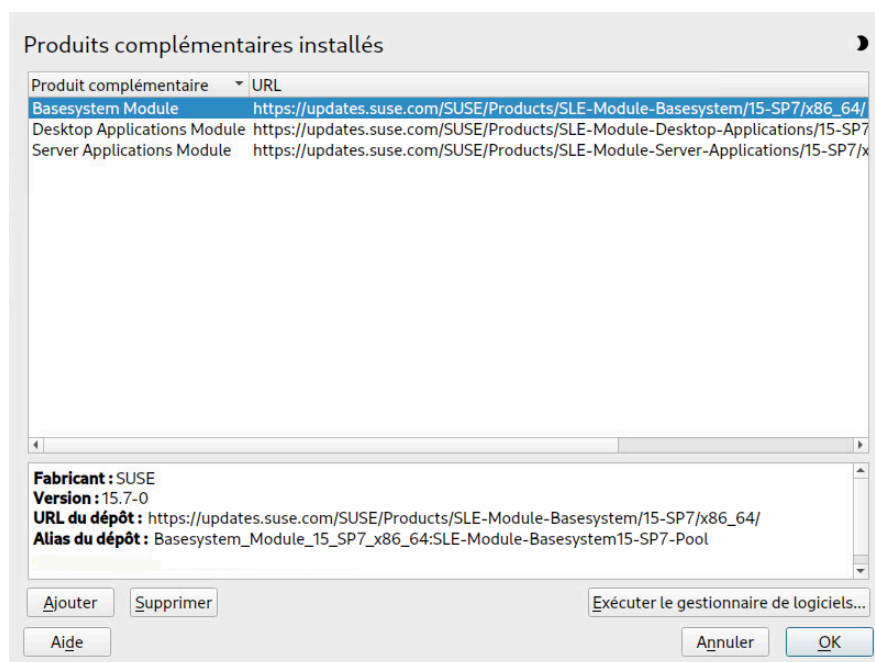 Produits complémentaires installés
Produit complémentaire URL
Basesystem Module https://updates.suse.com/SUSE/Products/SLE-Module-Basesystem/15-SP7/x86_64/
Desktop Applications Module https://updates.suse.com/SUSE/Products/SLE-Module-Desktop-Applications/15-SP7
Server Applications Module https://updates.suse.com/SUSE/Products/SLE-Module-Server-Applications/15-SP7/x
Fabricant : SUSE
Version : 15.7-0
URL du dépôt : https://updates.suse.com/SUSE/Products/SLE-Module-Basesystem/15-SP7/x86_64/
Alias du dépôt : Basesystem_Module_15_SP7_x86_64:SLE-Module-Basesystem15-SP7-Pool
Ajouter Supprimer Exécuter le gestionnaire de logiciels...
Aide Annuler OK